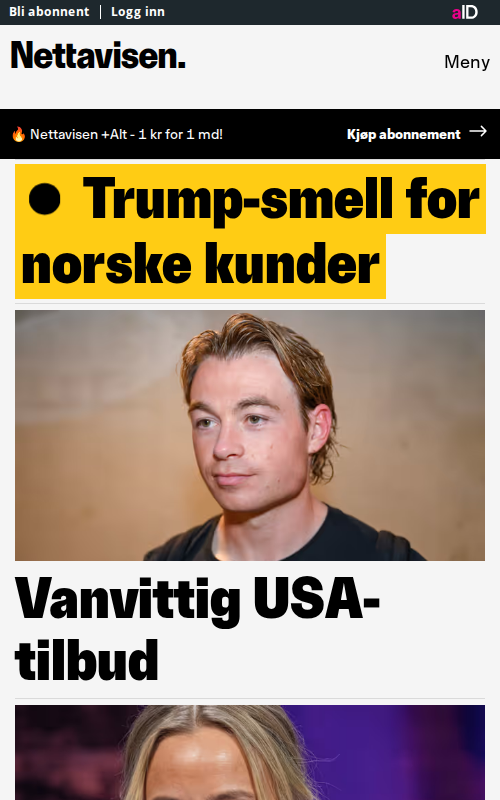 Bli abonnent | Logg inn
aID
Nettavisen.
Meny
🔥 Nettavisen +Alt - 1 kr for 1 md!
Kjøp abonnement →
● Trump-smell for
norske kunder
Vanvittig USA-
tilbud